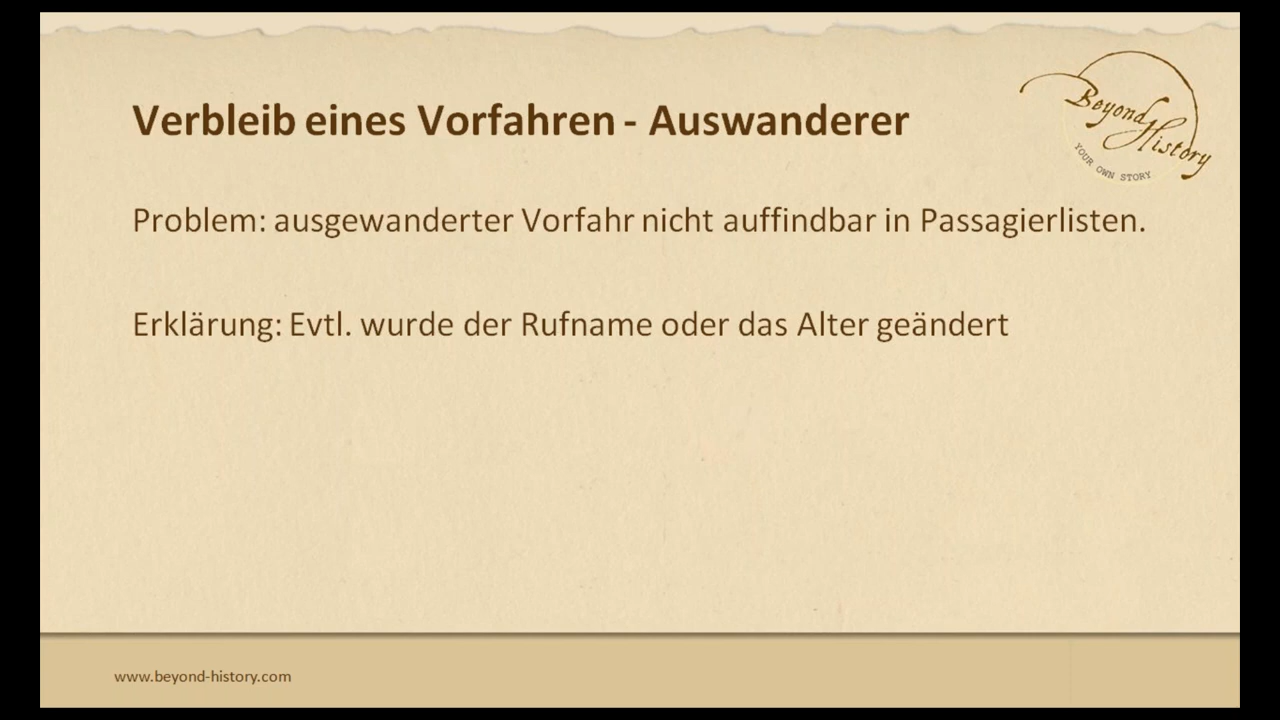 Verbleib eines Vorfahren - Auswanderer
Beyond
History
YOUR OWN STORY
Problem: ausgewanderter Vorfahr nicht auffindbar in Passagierlisten.
Erklärung: Evtl. wurde der Rufname oder das Alter geändert
www.beyond-history.com